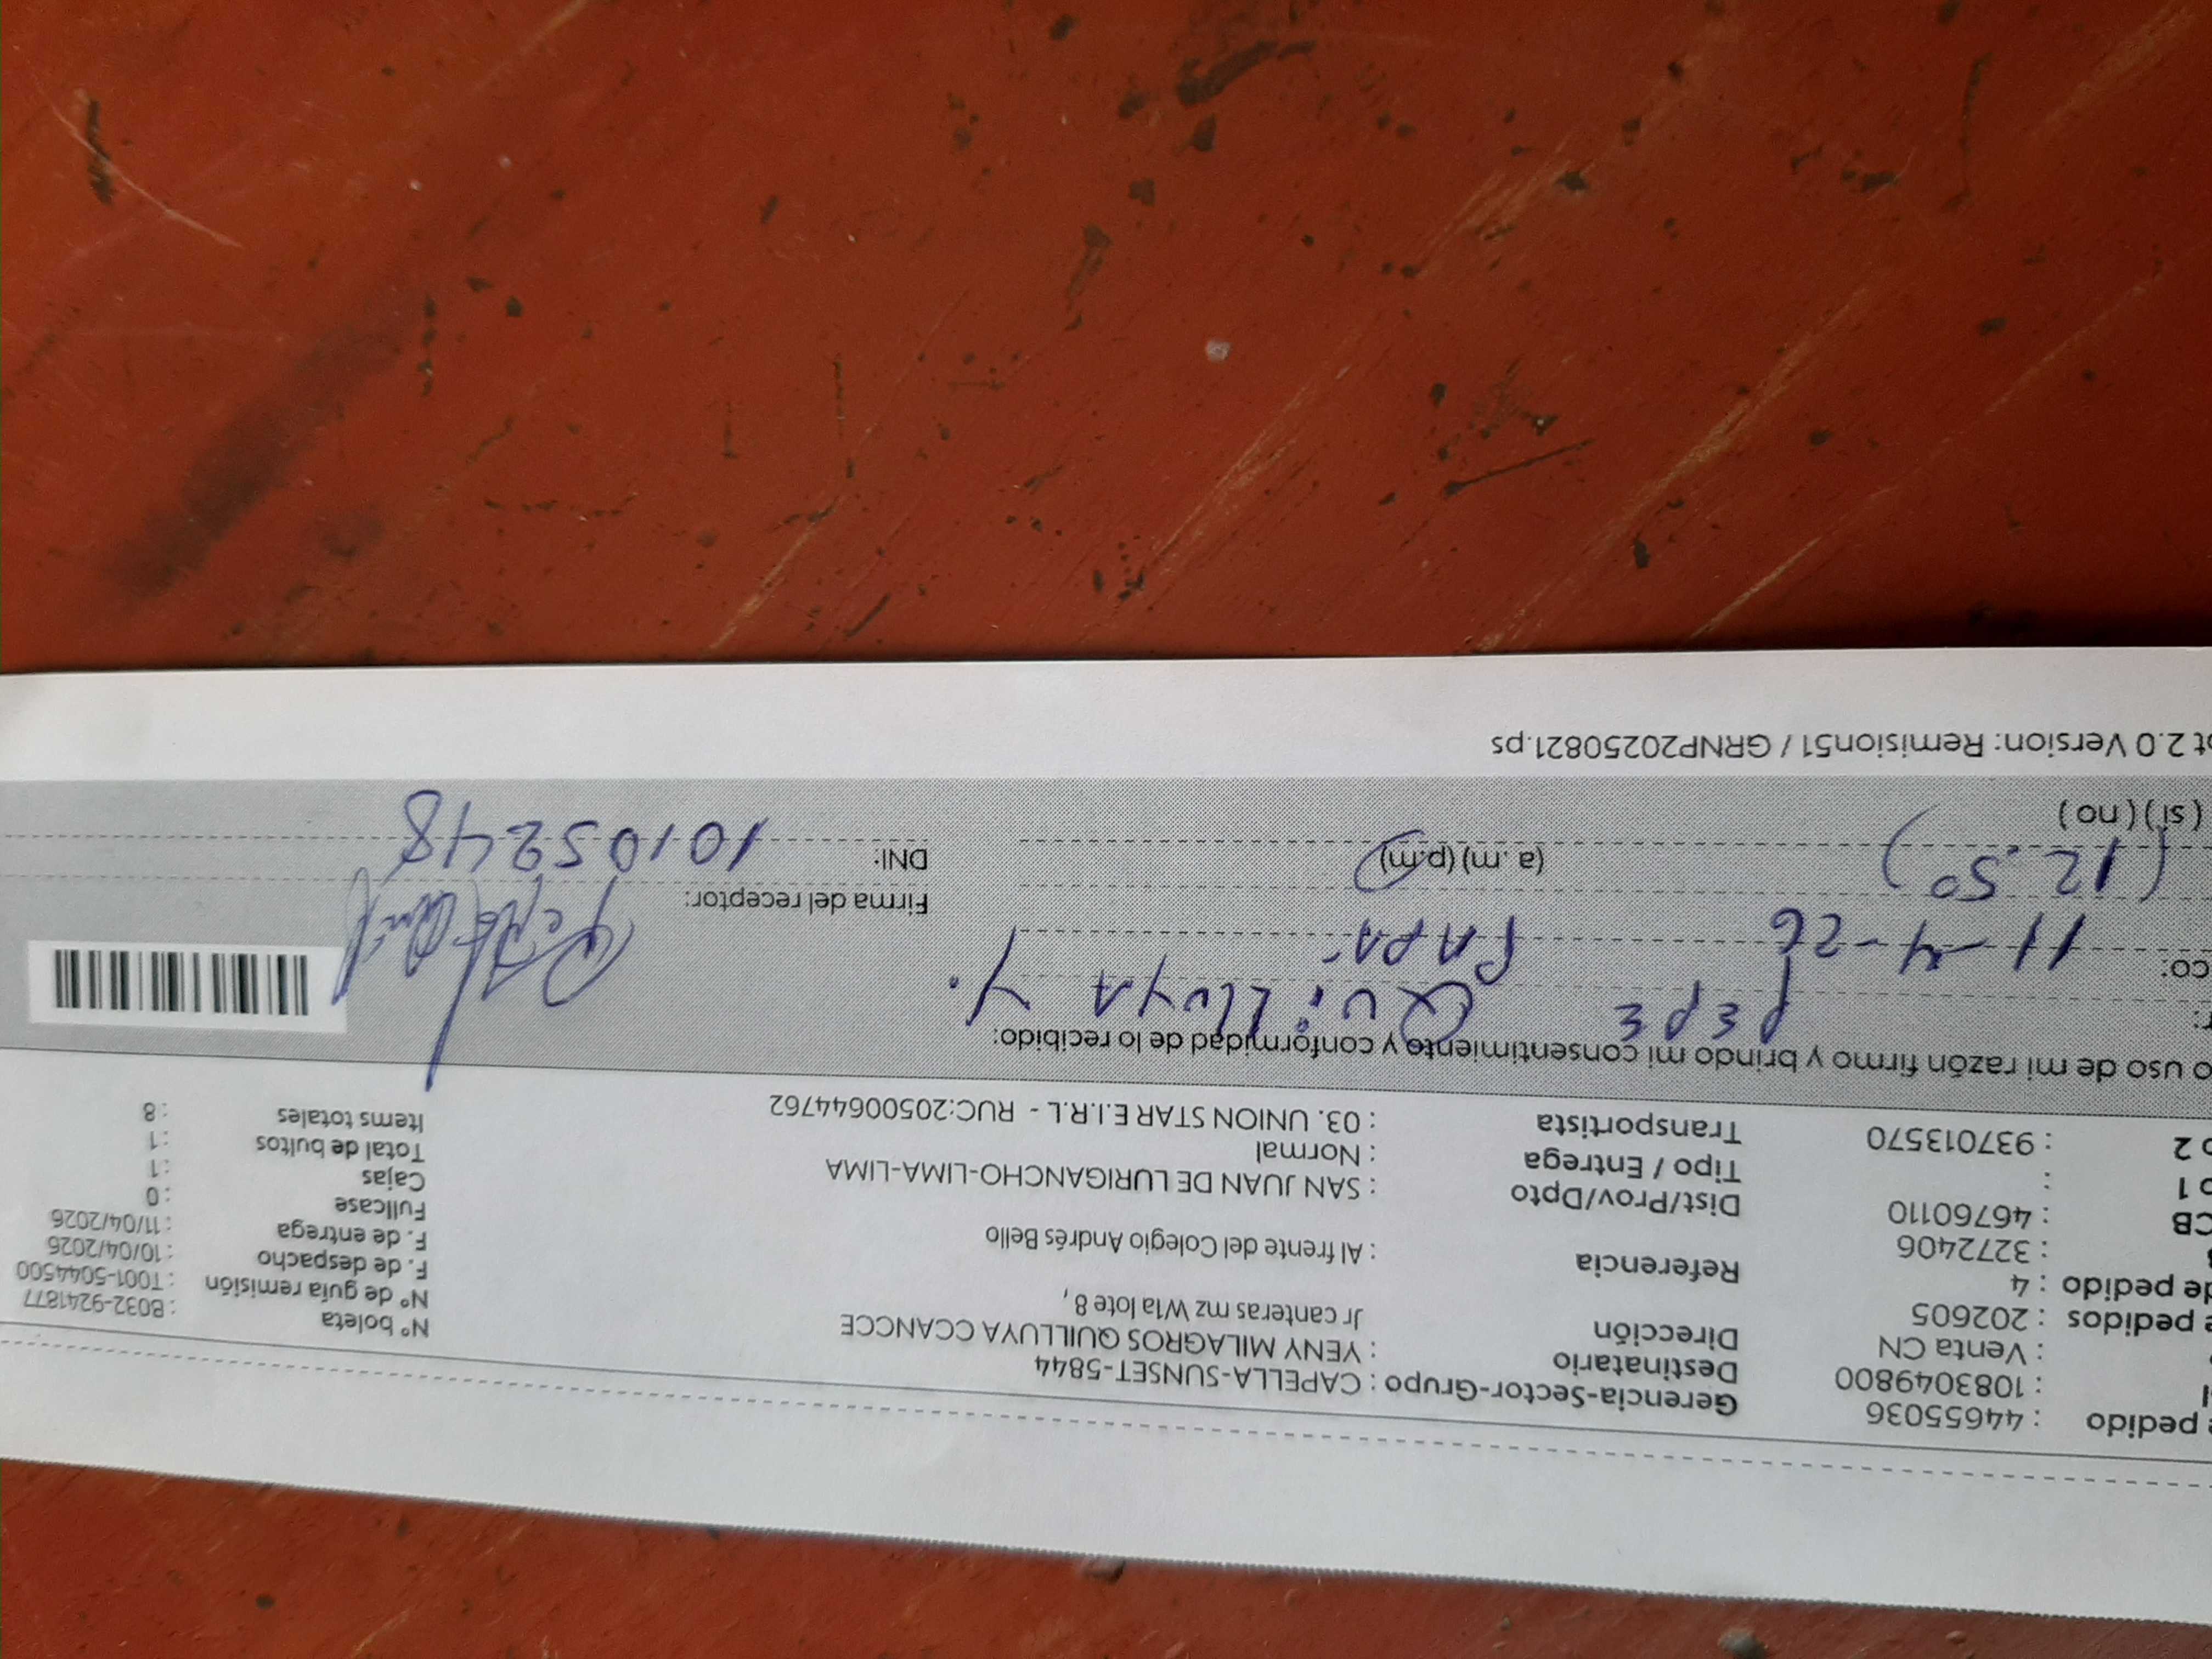 e pedido : 44655036
: 1083049800
: Venta CN
e pedidos : 202605
de pedido : 4
: 3272406
CB : 46760110
o 1 :
o 2 : 937013570
Gerencia-Sector-Grupo : CAPELLA-SUNSET-5844
Destinatario : YENY MILAGROS QUILLUYA CCANCCE
Dirección Jr canteras mz W1a lote 8 ,
Referencia : Al frente del Colegio Andrés Bello
Dist/Prov/Dpto : SAN JUAN DE LURIGANCHO-LIMA-LIMA
Tipo / Entrega : Normal
Transportista : 03. UNION STAR E.I.R.L - RUC:20500644762
Nº boleta : B032-9241877
Nº de guía remisión : T001-5044500
F. de despacho : 10/04/2026
F. de entrega : 11/04/2026
Fullcase : 0
Cajas : 1
Total de bultos : 1
Items totales : 8
o uso de mi razón firmo y brindo mi consentimiento y conformidad de lo recibido:
PEPE QUiLLUYA Y.
co: 11-4-26 PAPA
Firma del receptor:
(12.50) (a.m) (p.m) DNI: 10105248
( sí ) ( no )
ot 2.0 Version: Remision51 / GRNP20250821.ps